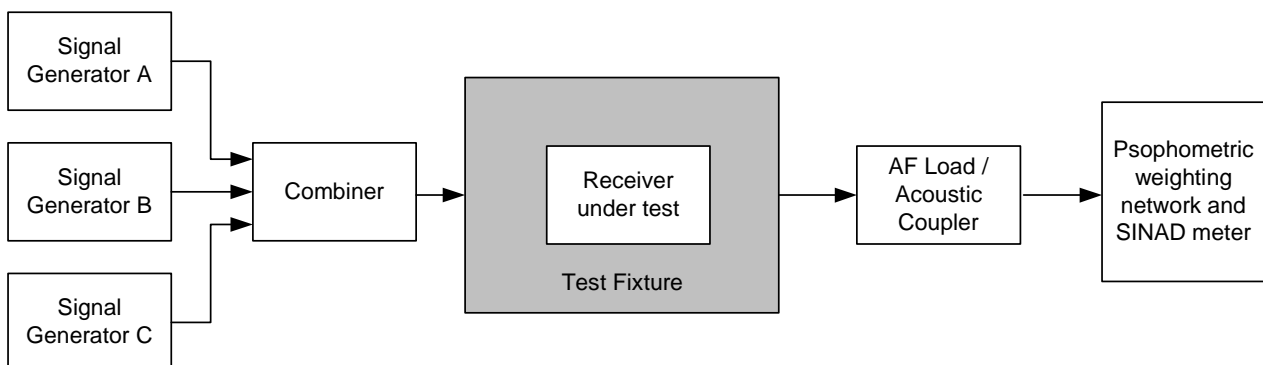 Signal
Generator A
Signal
Generator B
Signal
Generator C
Combiner
Receiver
under test
Test Fixture
AF Load /
Acoustic
Coupler
Psophometric
weighting
network and
SINAD meter